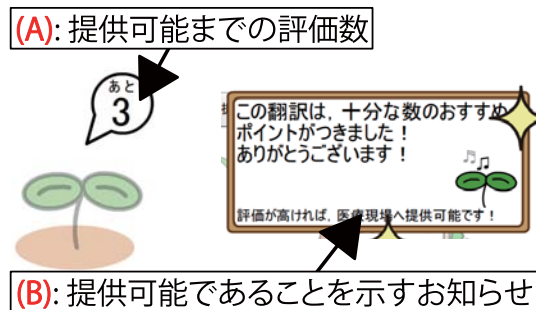 (A): 提供可能までの評価数
あと
3
この翻訳は，十分な数のおすすめ
ポイントがつきました！
ありがとうございます！
評価が高ければ，医療現場へ提供可能です！
(B): 提供可能であることを示すお知らせ